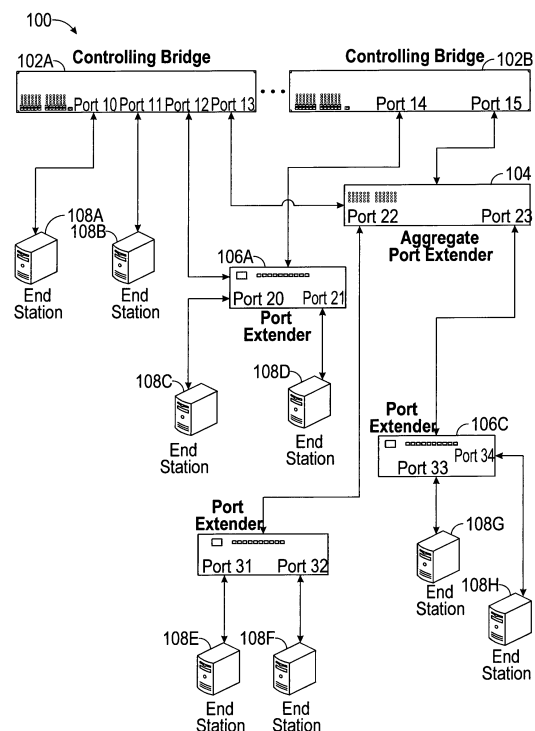 100
102A
Controlling Bridge
Controlling Bridge
102B
Port 10
Port 11
Port 12
Port 13
Port 14
Port 15
104
Port 22
Port 23
Aggregate
Port Extender
108A
108B
End
Station
End
Station
106A
Port 20
Port 21
Port
Extender
108C
End
Station
108D
End
Station
Port
Extender
106C
Port 33
Port 34
Port
Extender
Port 31
Port 32
108G
End
Station
108H
End
Station
108E
End
Station
108F
End
Station